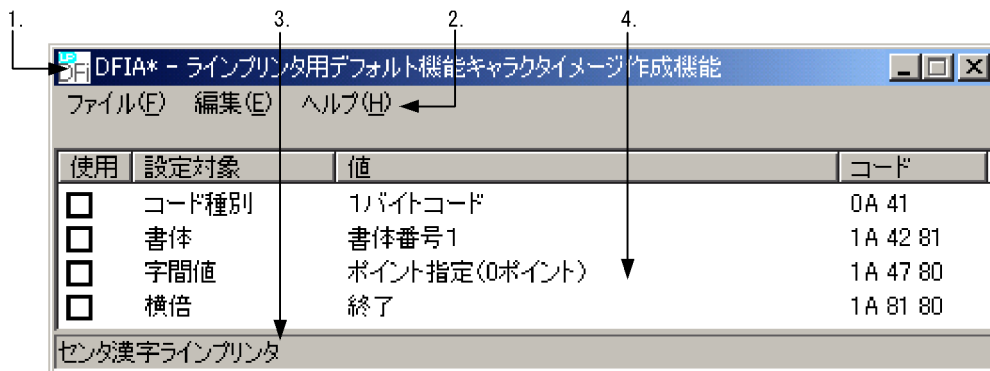 1. 3. 2. 4.
LP DFi DFIA* - ラインプリンタ用デフォルト機能キャラクタイメージ作成機能
ファイル(F) 編集(E) ヘルプ(H)
使用 設定対象 値 コード
コード種別 1バイトコード 0A 41
書体 書体番号1 1A 42 81
字間値 ポイント指定(0ポイント) 1A 47 80
横倍 終了 1A 81 80
センタ漢字ラインプリンタ